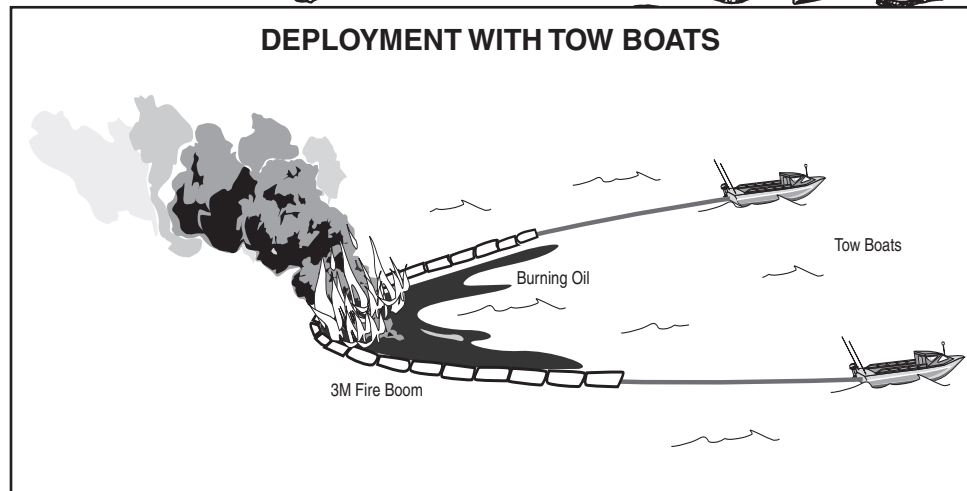 DEPLOYMENT WITH TOW BOATS
Tow Boats
Burning Oil
3M Fire Boom